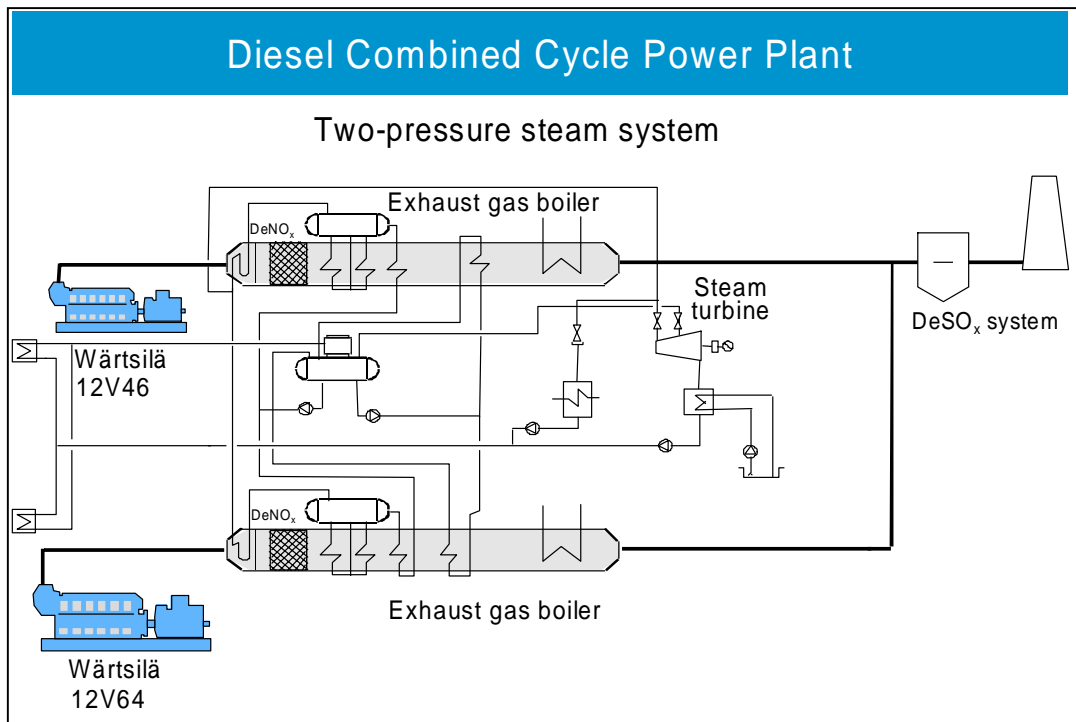 Diesel Combined Cycle Power Plant
Two-pressure steam system
Exhaust gas boiler
DeNOₓ
Steam
turbine
DeSOₓ system
Wärtsilä
12V46
DeNOₓ
Exhaust gas boiler
Wärtsilä
12V64